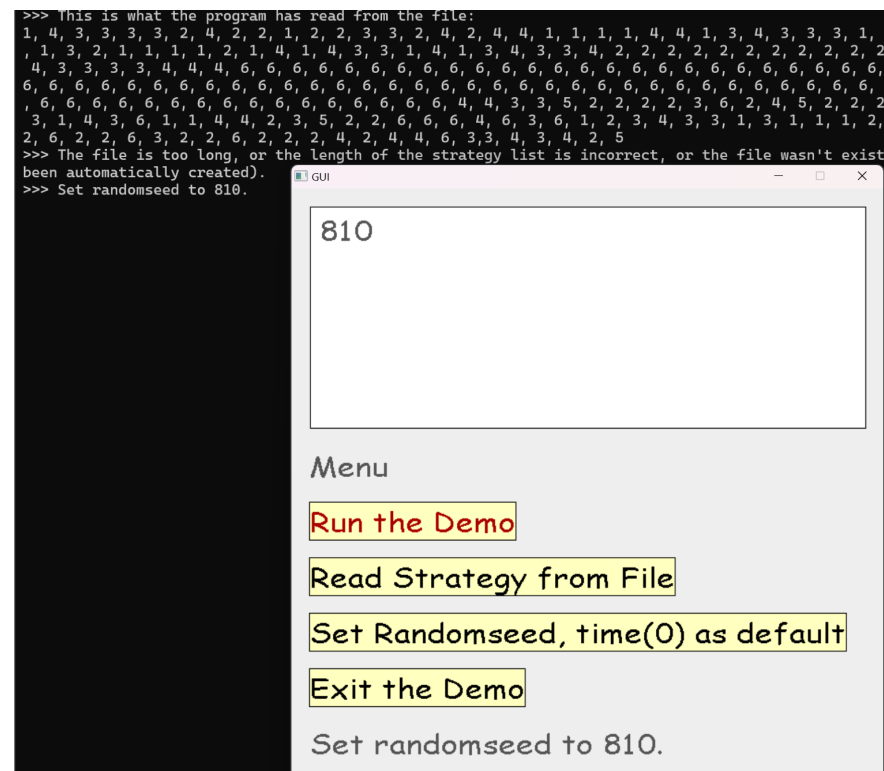 >>> This is what the program has read from the file:
1, 4, 3, 3, 3, 3, 2, 4, 2, 2, 1, 2, 2, 3, 3, 2, 4, 2, 4, 4, 1, 1, 1, 1, 4, 4, 1, 3, 4, 3, 3, 3, 1,
, 1, 3, 2, 1, 1, 1, 1, 2, 1, 4, 1, 4, 3, 3, 1, 4, 1, 3, 4, 3, 3, 4, 2, 2, 2, 2, 2, 2, 2, 2, 2, 2, 2
4, 3, 3, 3, 3, 4, 4, 4, 6, 6, 6, 6, 6, 6, 6, 6, 6, 6, 6, 6, 6, 6, 6, 6, 6, 6, 6, 6, 6, 6, 6, 6, 6,
6, 6, 6, 6, 6, 6, 6, 6, 6, 6, 6, 6, 6, 6, 6, 6, 6, 6, 6, 6, 6, 6, 6, 6, 6, 6, 6, 6, 6, 6, 6, 6, 6,
, 6, 6, 6, 6, 6, 6, 6, 6, 6, 6, 6, 6, 6, 6, 6, 6, 4, 4, 3, 3, 5, 2, 2, 2, 2, 3, 6, 2, 4, 5, 2, 2, 2
3, 1, 4, 3, 6, 1, 1, 4, 4, 2, 3, 5, 2, 2, 6, 6, 6, 4, 6, 3, 6, 1, 2, 3, 4, 3, 3, 1, 3, 1, 1, 1, 2,
2, 6, 2, 2, 6, 3, 2, 2, 6, 2, 2, 2, 4, 2, 4, 4, 6, 3,3, 4, 3, 4, 2, 5
>>> The file is too long, or the length of the strategy list is incorrect, or the file wasn't exist
been automatically created).
>>> Set randomseed to 810.
GUI
810
Menu
Run the Demo
Read Strategy from File
Set Randomseed, time(0) as default
Exit the Demo
Set randomseed to 810.